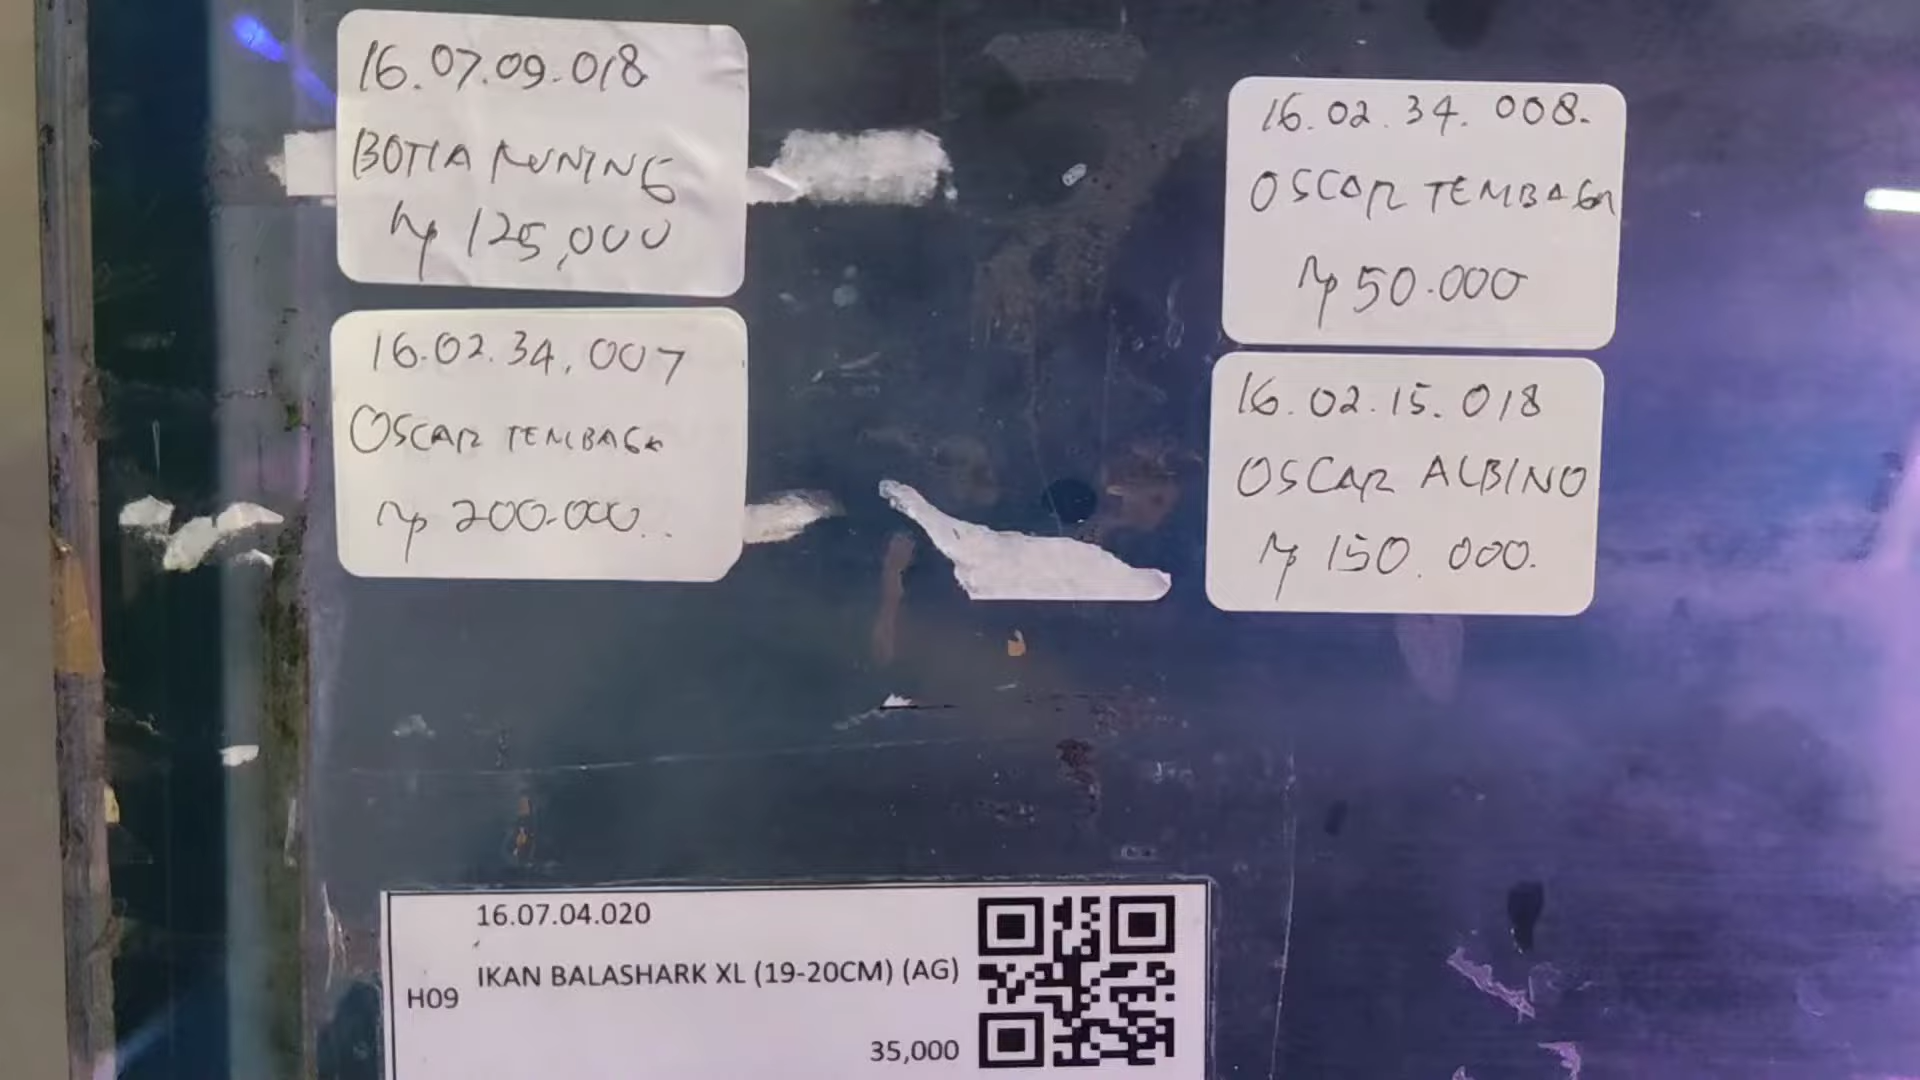 16.07.09.018
BOTIA KUNING
Rp 125,000
16.02.34.007
OSCAR TEMBAGA
Rp 200.000..
16.02.34.008.
OSCAR TEMBAGA
Rp 50.000
16.02.15.018
OSCAR ALBINO
Rp 150.000.
16.07.04.020
IKAN BALASHARK XL (19-20CM) (AG)
H09
35,000